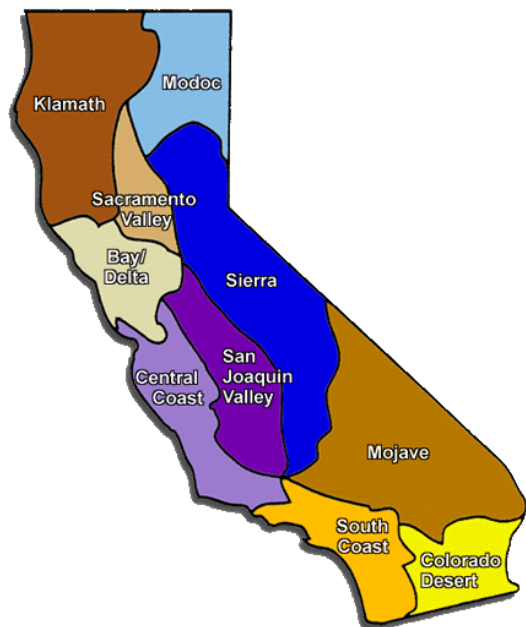 Modoc
Klamath
Sacramento
Valley
Bay/
Delta
Sierra
San
Joaquin
Valley
Central
Coast
Mojave
South
Coast
Colorado
Desert